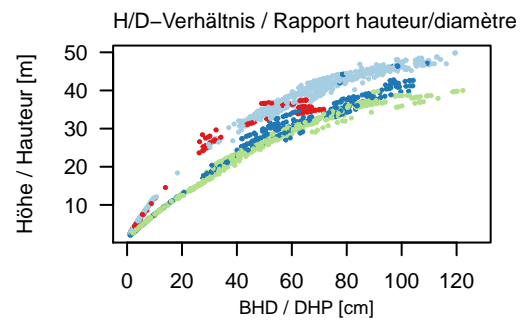 H/D−Verhältnis / Rapport hauteur/diamètre
Höhe / Hauteur [m]
50
40
30
20
10
0 20 40 60 80 100 120
BHD / DHP [cm]